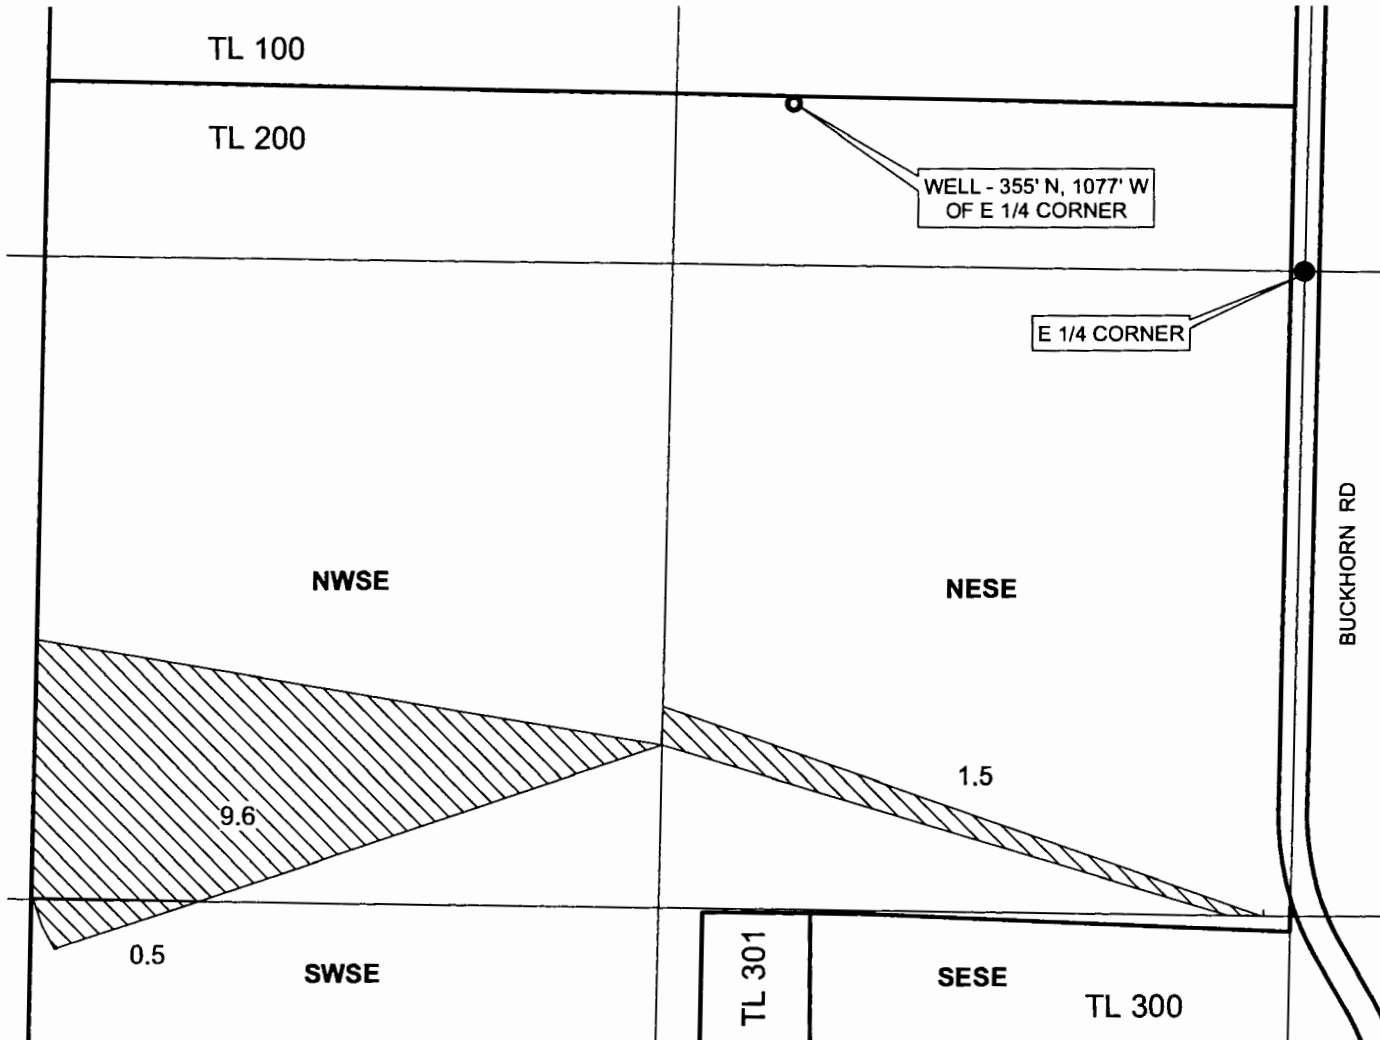 TL 100
TL 200
WELL - 355' N, 1077' W
OF E 1/4 CORNER
E 1/4 CORNER
BUCKHORN RD
NWSE
NESE
1.5
9.6
0.5
SWSE
TL 301
SESE
TL 300